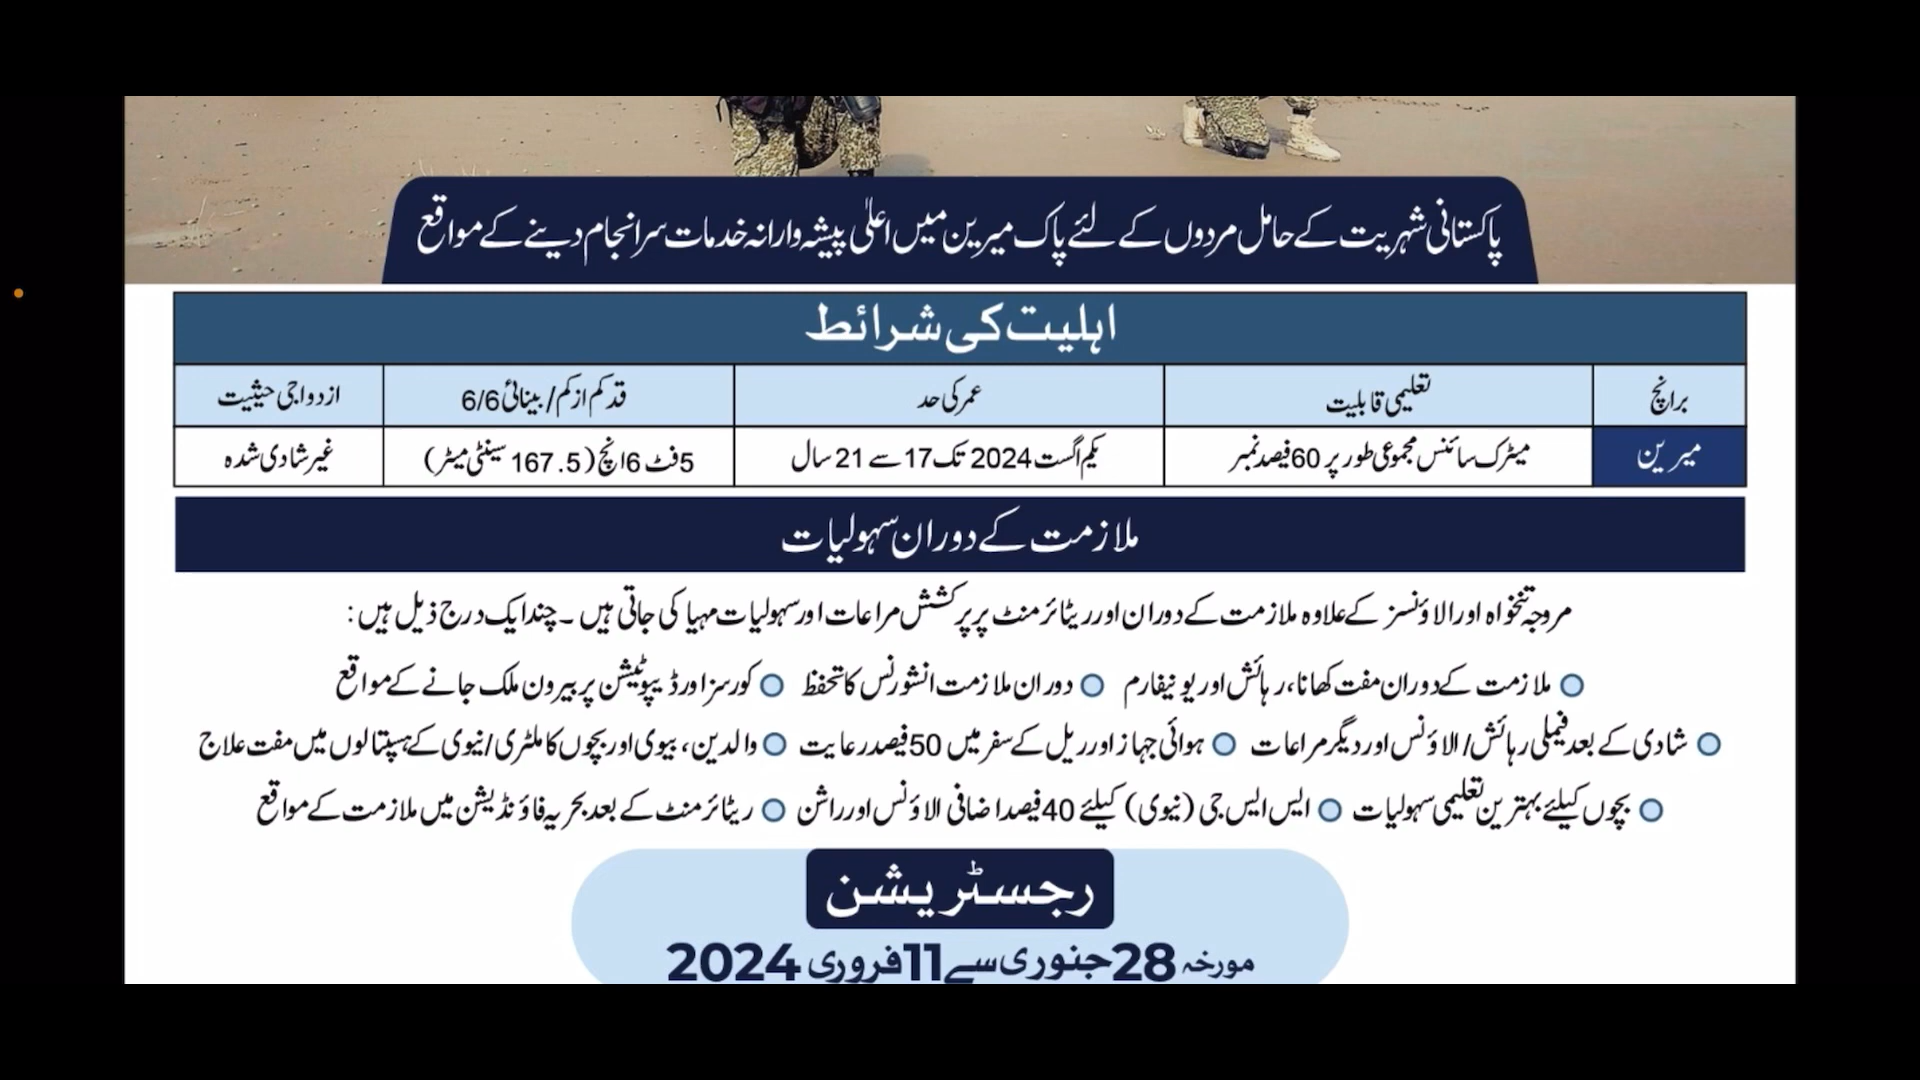 پاکستانی شہریت کے حامل مردوں کے لئے پاک میرین میں اعلیٰ پیشہ وارانہ خدمات سرانجام دینے کے مواقع
اہلیت کی شرائط
برانچ تعلیمی قابلیت عمر کی حد قد کم از کم/ بینائی 6/6 ازدواجی حیثیت
میرین میٹرک سائنس مجموعی طور پر 60 فیصد نمبر یکم اگست 2024 تک 17 سے 21 سال 5 فٹ 6 انچ (167.5 سینٹی میٹر) غیر شادی شدہ
ملازمت کے دوران سہولیات
مروجہ تنخواہ اور الاؤنسز کے علاوہ ملازمت کے دوران اور ریٹائرمنٹ پر پرکشش مراعات اور سہولیات مہیا کی جاتی ہیں ۔ چند ایک درج ذیل ہیں :
ملازمت کے دوران مفت کھانا، رہائش اور یونیفارم دوران ملازمت انشورنس کا تحفظ کورسز اور ڈیپوٹیشن پر بیرون ملک جانے کے مواقع
شادی کے بعد فیملی رہائش/ الاؤنس اور دیگر مراعات ہوائی جہاز اور ریل کے سفر میں 50 فیصد رعایت والدین، بیوی اور بچوں کا ملٹری/نیوی کے ہسپتالوں میں مفت علاج
بچوں کیلئے بہترین تعلیمی سہولیات ایس ایس جی (نیوی) کیلئے 40 فیصد اضافی الاؤنس اور راشن ریٹائرمنٹ کے بعد بحریہ فاؤنڈیشن میں ملازمت کے مواقع
رجسٹریشن
مورخہ 28 جنوری سے 11 فروری 2024